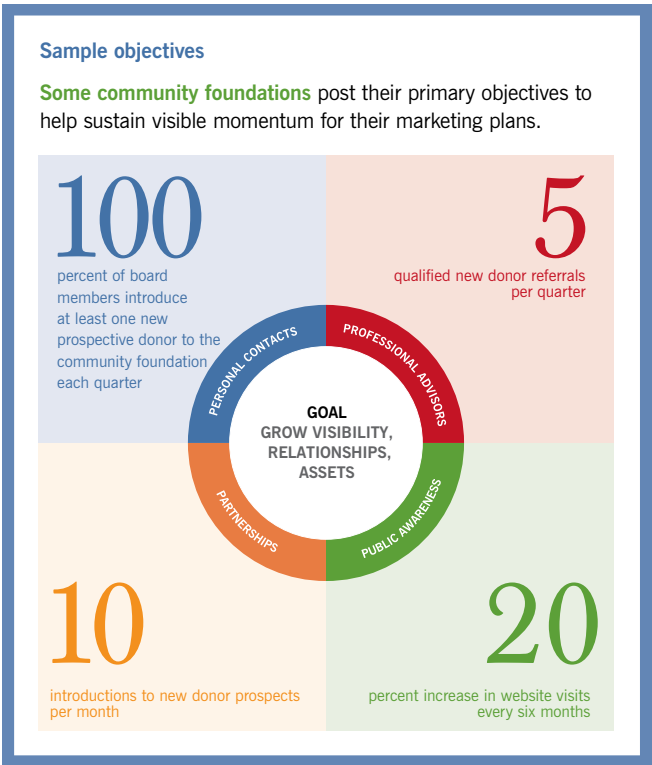 Sample objectives
Some community foundations post their primary objectives to
help sustain visible momentum for their marketing plans.
100
percent of board
members introduce
at least one new
prospective donor to the
community foundation
each quarter
5
qualified new donor referrals
per quarter
PERSONAL CONTACTS
PROFESSIONAL ADVISORS
GOAL
GROW VISIBILITY,
RELATIONSHIPS,
ASSETS
PARTNERSHIPS
PUBLIC AWARENESS
10
introductions to new donor prospects
per month
20
percent increase in website visits
every six months